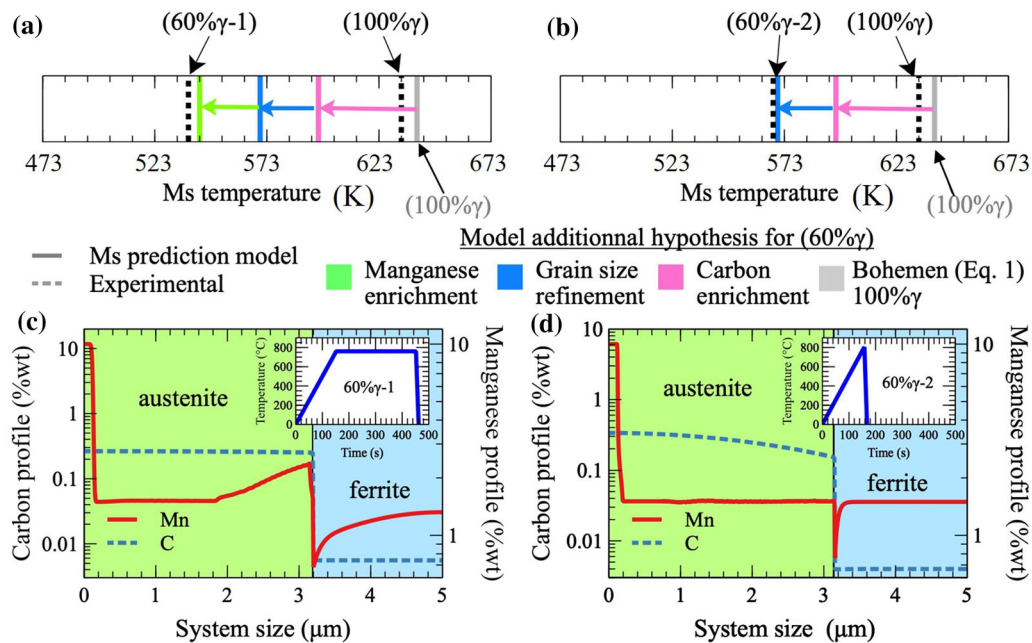 (a) (60%γ-1) (100%γ)
473 523 573 623 673
Ms temperature (K)
(100%γ)
(b) (60%γ-2) (100%γ)
473 523 573 623 673
Ms temperature (K)
(100%γ)
Model additionnal hypothesis for (60%γ)
Ms prediction model
Experimental
Manganese enrichment
Grain size refinement
Carbon enrichment
Bohemen (Eq. 1) 100%γ
(c)
Carbon profile (%wt)
10
1
0.1
0.01
austenite
ferrite
Temperature (°C)
800
600
400
200
0
60%γ-1
0 100 200 300 400 500
Time (s)
Mn
C
10
1
Manganese profile (%wt)
0 1 2 3 4 5
System size (μm)
(d)
Carbon profile (%wt)
10
1
0.1
0.01
austenite
ferrite
Temperature (°C)
800
600
400
200
0
60%γ-2
0 100 200 300 400 500
Time (s)
Mn
C
10
1
Manganese profile (%wt)
0 1 2 3 4 5
System size (μm)